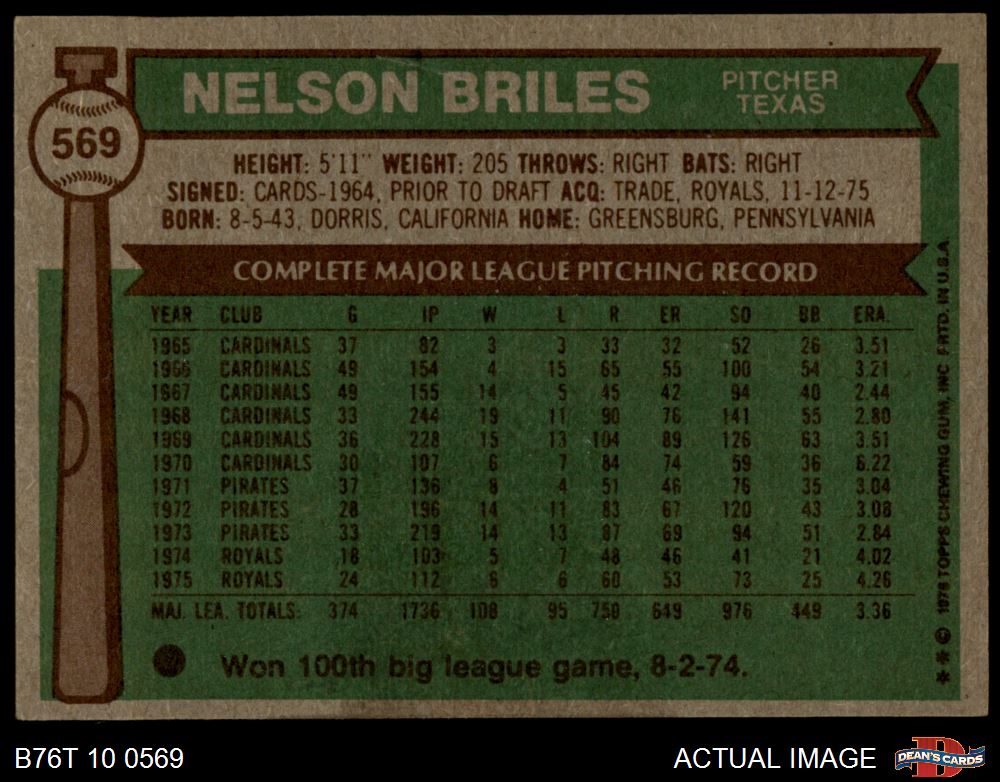 569
NELSON BRILES
PITCHER
TEXAS
HEIGHT: 5'11" WEIGHT: 205 THROWS: RIGHT BATS: RIGHT
SIGNED: CARDS-1964, PRIOR TO DRAFT ACQ: TRADE, ROYALS, 11-12-75
BORN: 8-5-43, DORRIS, CALIFORNIA HOME: GREENSBURG, PENNSYLVANIA
COMPLETE MAJOR LEAGUE PITCHING RECORD
YEAR CLUB G IP W L R ER SO BB ERA
1965 CARDINALS 37 82 3 3 33 32 52 26 3.51
1966 CARDINALS 49 154 4 15 65 55 100 54 3.21
1967 CARDINALS 49 155 14 5 45 42 94 40 2.44
1968 CARDINALS 33 244 19 11 90 76 141 55 2.80
1969 CARDINALS 36 228 15 13 104 89 126 63 3.51
1970 CARDINALS 30 107 6 7 84 74 59 36 6.22
1971 PIRATES 37 136 8 4 51 46 76 35 3.04
1972 PIRATES 28 196 14 11 83 67 120 43 3.08
1973 PIRATES 33 219 14 13 87 69 94 51 2.84
1974 ROYALS 18 103 5 7 48 46 41 21 4.02
1975 ROYALS 24 112 6 6 60 53 73 25 4.26
MAJ. LEA. TOTALS: 374 1736 108 95 750 649 976 449 3.36
Won 100th big league game, 8-2-74.
* * © 1976 TOPPS CHEWING GUM, INC PRTD. IN U.S.A.
B76T 10 0569
ACTUAL IMAGE
D
DEAN'S CARDS